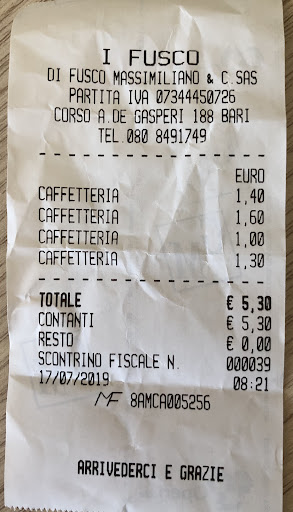 I FUSCO
DI FUSCO MASSIMILIANO & C.SAS
PARTITA IVA 07344450726
CORSO A.DE GASPERI 188 BARI
TEL.080 8491749
EURO
CAFFETTERIA 1,40
CAFFETTERIA 1,60
CAFFETTERIA 1,00
CAFFETTERIA 1,30
TOTALE € 5,30
CONTANTI € 5,30
RESTO € 0,00
SCONTRINO FISCALE N. 000039
17/07/2019 08:21
MF 8AMCA005256
ARRIVEDERCI E GRAZIE